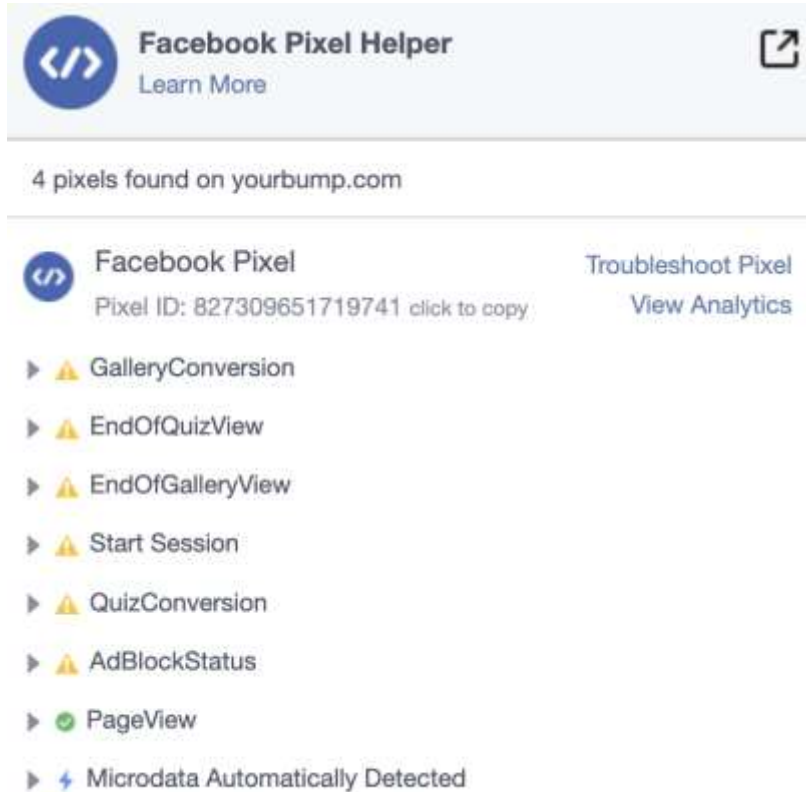 </>
Facebook Pixel Helper
Learn More
4 pixels found on yourbump.com
</>
Facebook Pixel
Troubleshoot Pixel
Pixel ID: 827309651719741 click to copy
View Analytics
GalleryConversion
EndOfQuizView
EndOfGalleryView
Start Session
QuizConversion
AdBlockStatus
PageView
Microdata Automatically Detected